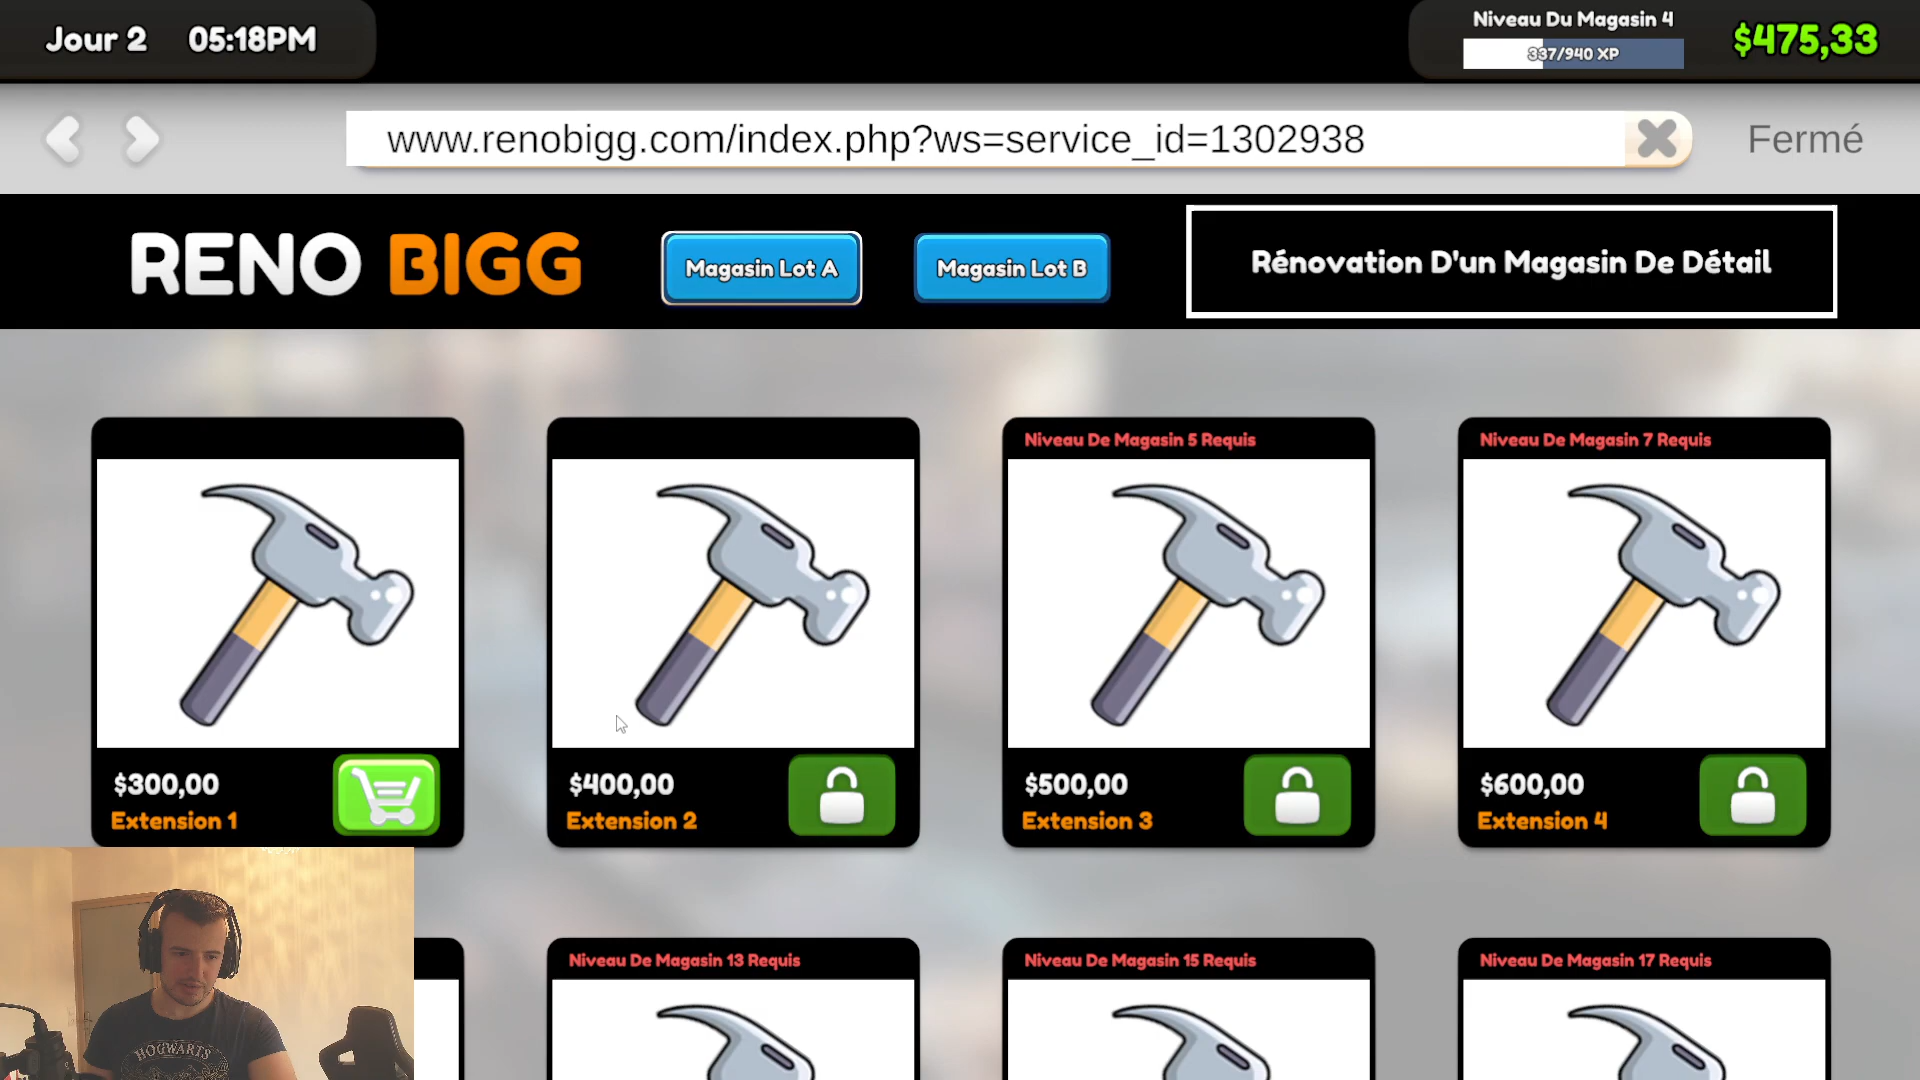 Jour 2 05:18PM
Niveau Du Magasin 4
337/940 XP
$475,33
www.renobigg.com/index.php?ws=service_id=1302938
Fermé
RENO BIGG
Magasin Lot A
Magasin Lot B
Rénovation D'un Magasin De Détail
Niveau De Magasin 5 Requis
Niveau De Magasin 7 Requis
$300,00
Extension 1
$400,00
Extension 2
$500,00
Extension 3
$600,00
Extension 4
Niveau De Magasin 13 Requis
Niveau De Magasin 15 Requis
Niveau De Magasin 17 Requis
HOGWARTS